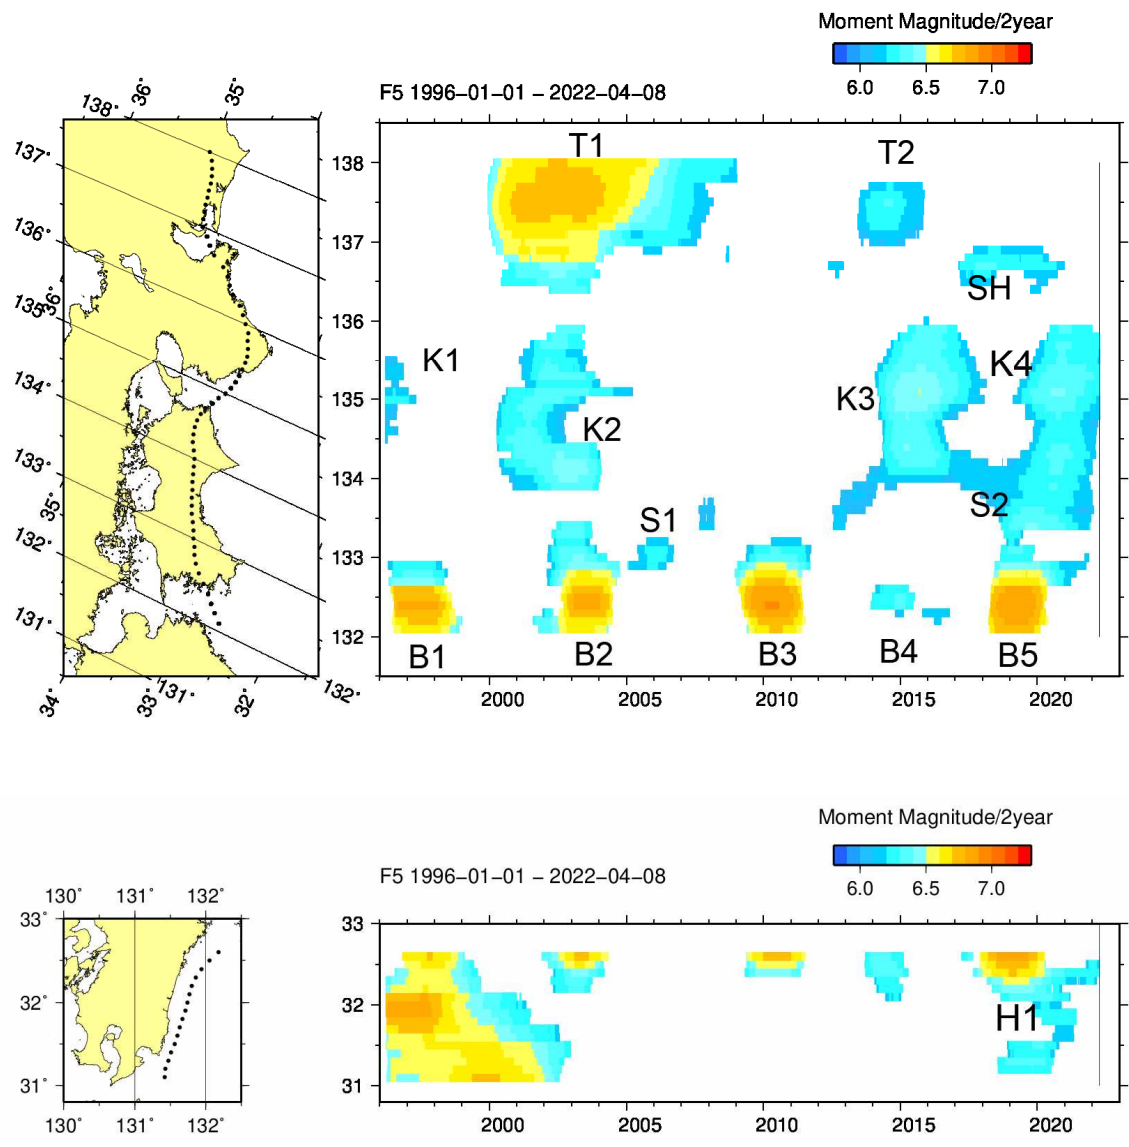 Moment Magnitude/2year
6.0 6.5 7.0
F5 1996−01−01 − 2022−04−08
138˚ 36˚ 35˚
137˚
136˚
36˚
135˚
134˚
133˚
35˚
132˚
131˚
34˚ 33˚ 131˚ 32˚ 132˚
138
137
136
135
134
133
132
T1 T2
SH
K1 K4
K3
K2
S2
S1
B1 B2 B3 B4 B5
2000 2005 2010 2015 2020
Moment Magnitude/2year
6.0 6.5 7.0
F5 1996−01−01 − 2022−04−08
130˚ 131˚ 132˚
33˚
32˚
31˚
130˚ 131˚ 132˚
33
32
31
H1
2000 2005 2010 2015 2020